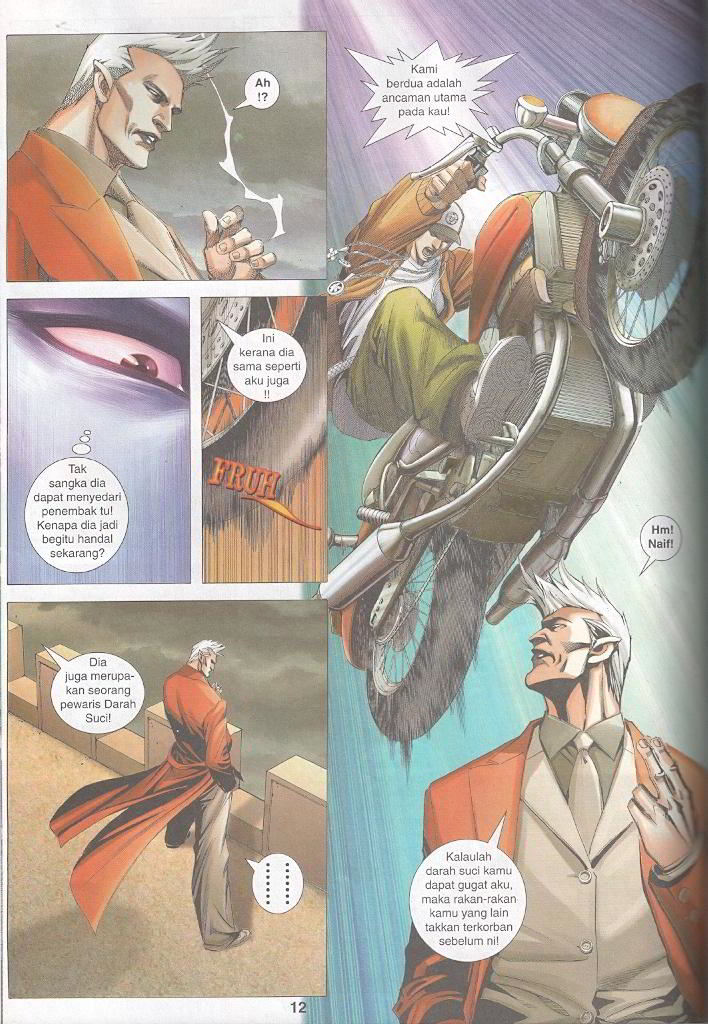 Ah
!?
Tak
sangka dia
dapat menyedari
penembak tu!
Kenapa dia jadi
begitu handal
sekarang?
Ini
kerana dia
sama seperti
aku juga
!!
FRUH
Dia
juga merupa-
kan seorang
pewaris Darah
Suci!
Kami
berdua adalah
ancaman utama
pada kau!
Hm!
Naif!
Kalaulah
darah suci kamu
dapat gugat aku,
maka rakan-rakan
kamu yang lain
takkan terkorban
sebelum ni!
12